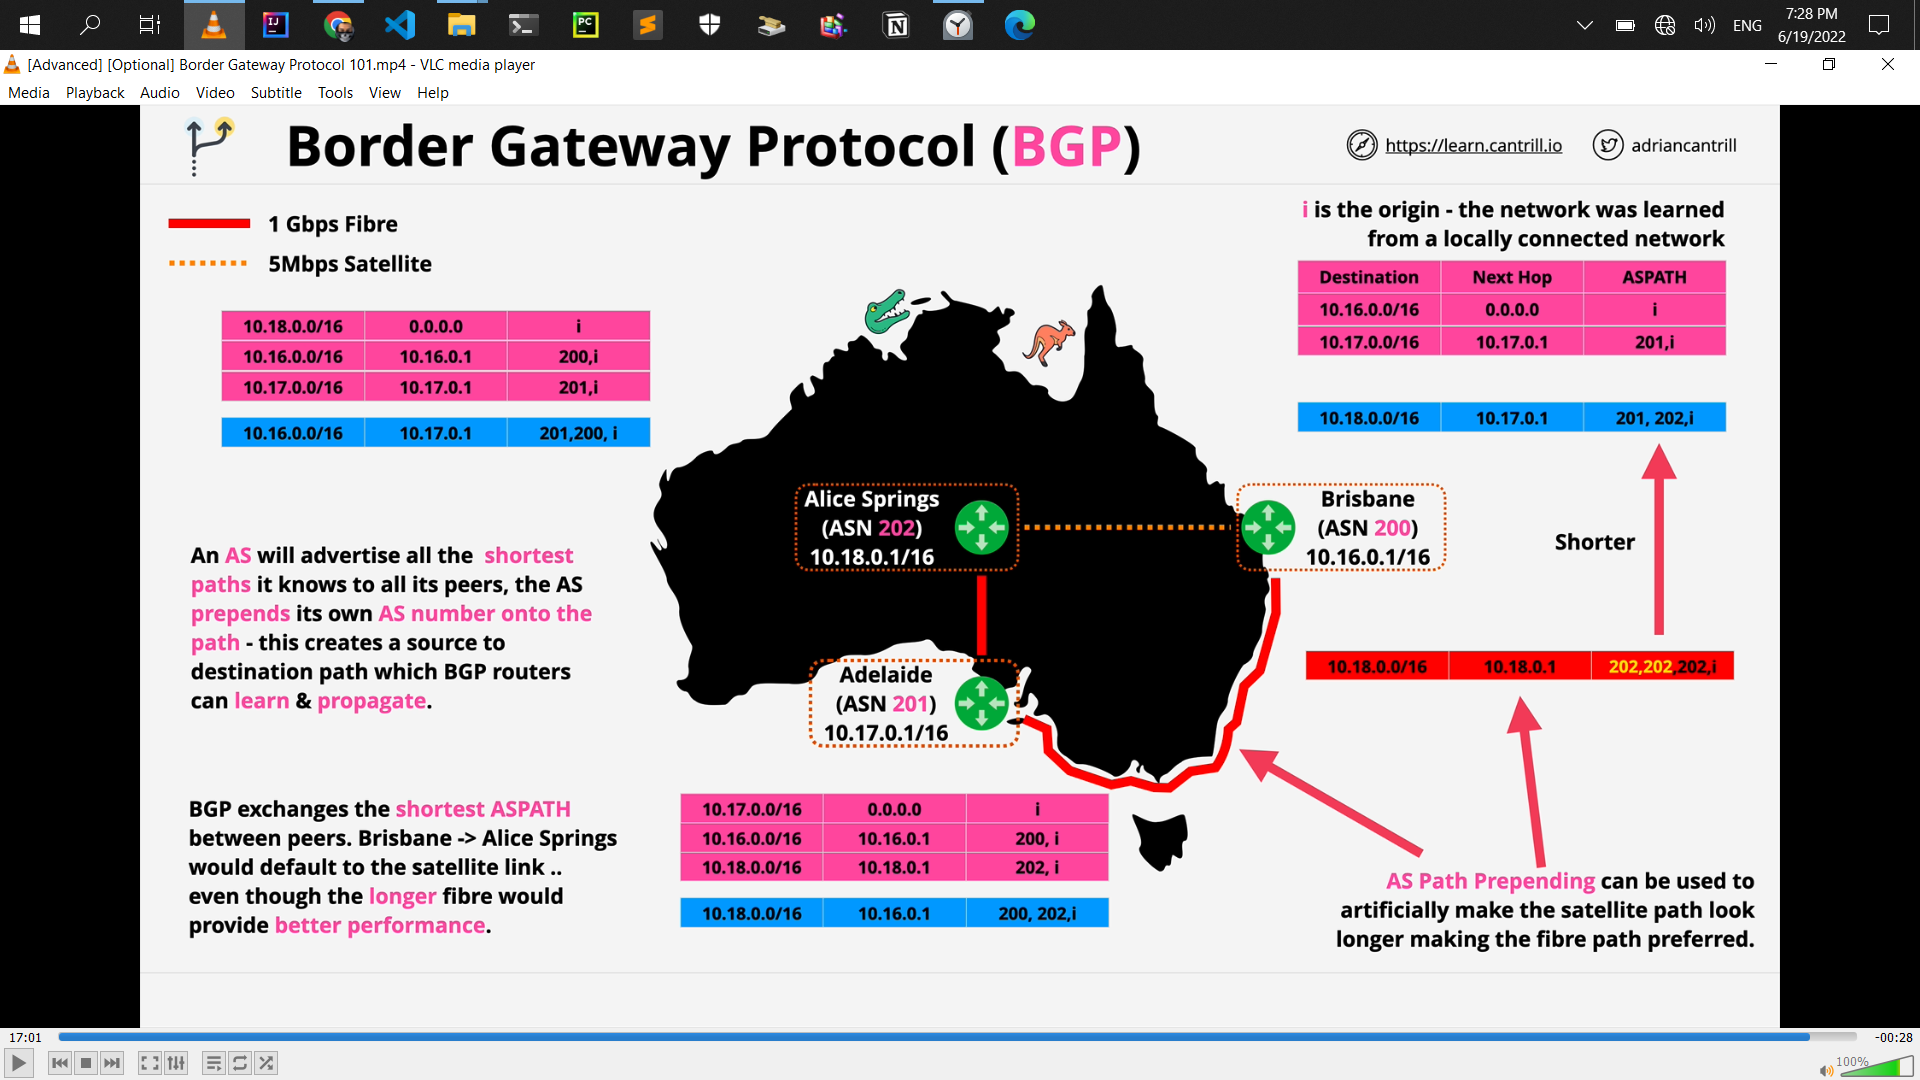 ENG
7:28 PM
6/19/2022
[Advanced] [Optional] Border Gateway Protocol 101.mp4 - VLC media player
Media Playback Audio Video Subtitle Tools View Help
Border Gateway Protocol (BGP)
https://learn.cantrill.io
adriancantrill
1 Gbps Fibre
5Mbps Satellite
10.18.0.0/16 0.0.0.0 i
10.16.0.0/16 10.16.0.1 200,i
10.17.0.0/16 10.17.0.1 201,i
10.16.0.0/16 10.17.0.1 201,200, i
i is the origin - the network was learned
from a locally connected network
Destination Next Hop ASPATH
10.16.0.0/16 0.0.0.0 i
10.17.0.0/16 10.17.0.1 201,i
10.18.0.0/16 10.17.0.1 201, 202,i
Alice Springs
(ASN 202)
10.18.0.1/16
Brisbane
(ASN 200)
10.16.0.1/16
Shorter
An AS will advertise all the shortest
paths it knows to all its peers, the AS
prepends its own AS number onto the
path - this creates a source to
destination path which BGP routers
can learn & propagate.
Adelaide
(ASN 201)
10.17.0.1/16
10.18.0.0/16 10.18.0.1 202,202,202,i
BGP exchanges the shortest ASPATH
between peers. Brisbane -> Alice Springs
would default to the satellite link ..
even though the longer fibre would
provide better performance.
10.17.0.0/16 0.0.0.0 i
10.16.0.0/16 10.16.0.1 200, i
10.18.0.0/16 10.18.0.1 202, i
10.18.0.0/16 10.16.0.1 200, 202,i
AS Path Prepending can be used to
artificially make the satellite path look
longer making the fibre path preferred.
17:01
-00:28
100%